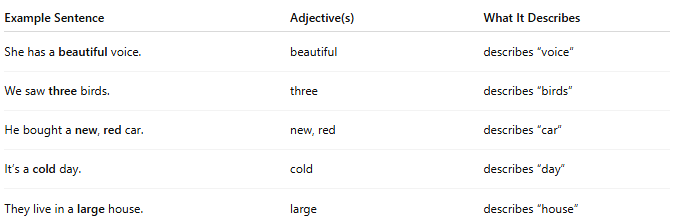 Example Sentence Adjective(s) What It Describes
She has a beautiful voice. beautiful describes “voice”
We saw three birds. three describes “birds”
He bought a new, red car. new, red describes “car”
It’s a cold day. cold describes “day”
They live in a large house. large describes “house”